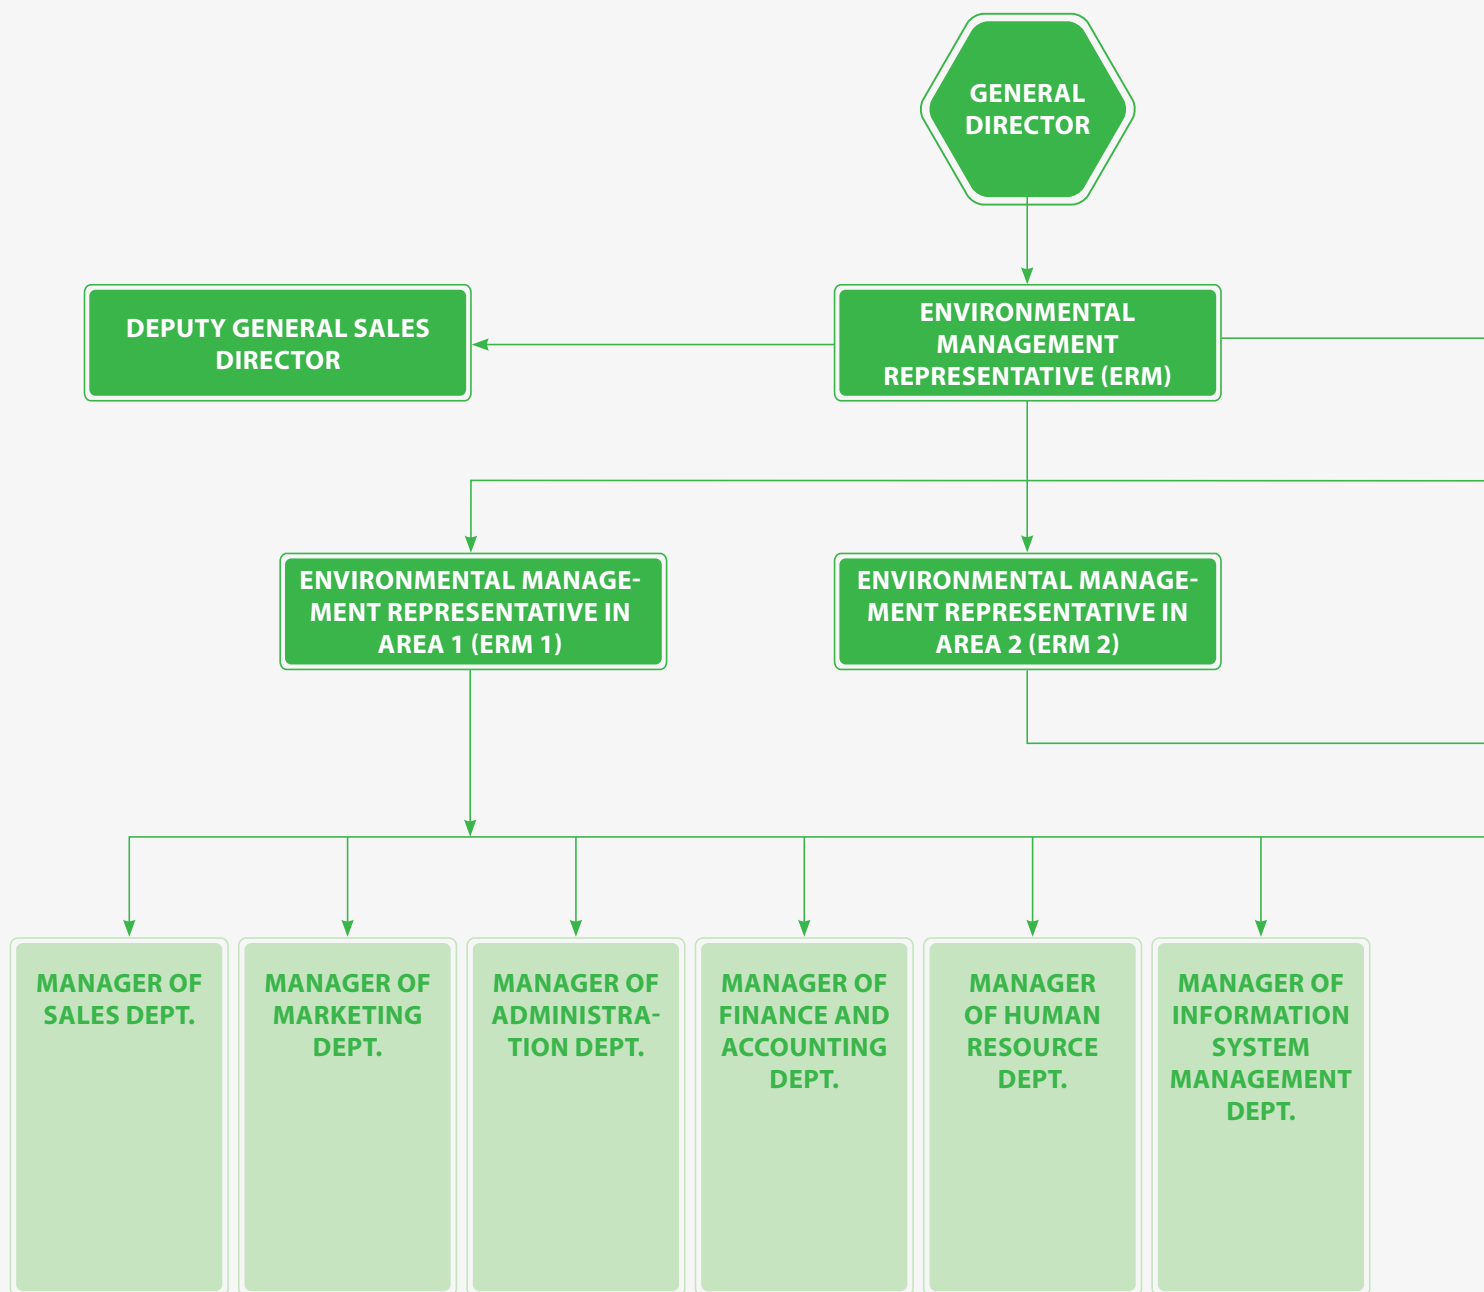 GENERAL
DIRECTOR
DEPUTY GENERAL SALES
DIRECTOR
ENVIRONMENTAL
MANAGEMENT
REPRESENTATIVE (ERM)
ENVIRONMENTAL MANAGE-
MENT REPRESENTATIVE IN
AREA 1 (ERM 1)
ENVIRONMENTAL MANAGE-
MENT REPRESENTATIVE IN
AREA 2 (ERM 2)
MANAGER OF
SALES DEPT.
MANAGER OF
MARKETING
DEPT.
MANAGER OF
ADMINISTRA-
TION DEPT.
MANAGER OF
FINANCE AND
ACCOUNTING
DEPT.
MANAGER
OF HUMAN
RESOURCE
DEPT.
MANAGER OF
INFORMATION
SYSTEM
MANAGEMENT
DEPT.